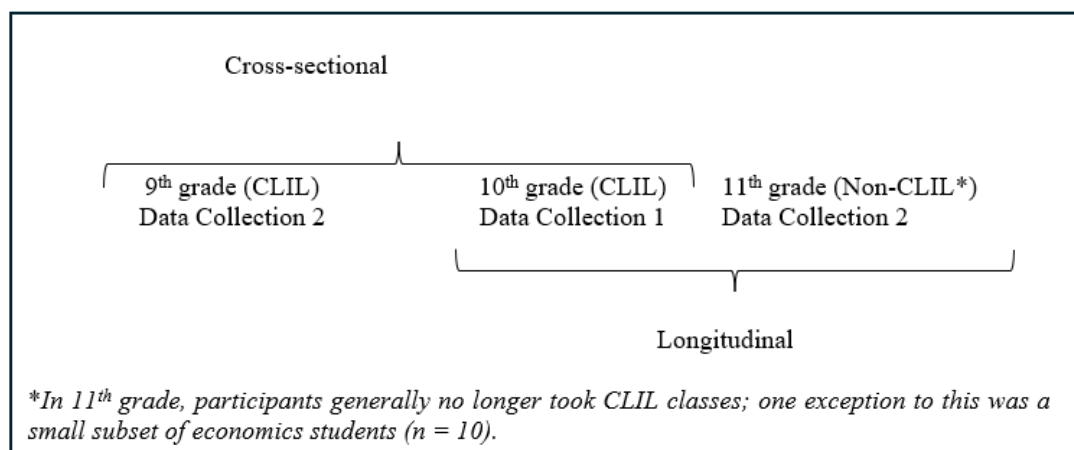 Cross-sectional
9th grade (CLIL) 10th grade (CLIL) 11th grade (Non-CLIL*)
Data Collection 2 Data Collection 1 Data Collection 2
Longitudinal
*In 11th grade, participants generally no longer took CLIL classes; one exception to this was a
small subset of economics students (n = 10).